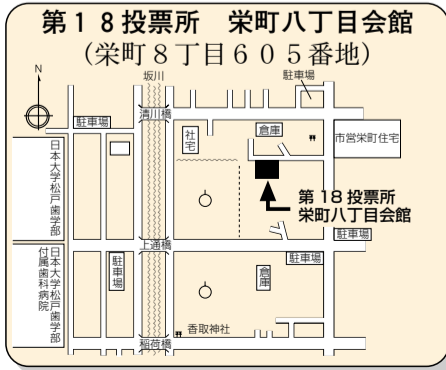 第18投票所　栄町八丁目会館
（栄町８丁目６０５番地）
坂川
駐車場
N
清川橋
駐車場
社宅
倉庫
市営栄町住宅
日本大学松戸歯学部
第18投票所
栄町八丁目会館
駐車場
上通橋
日本大学松戸歯学部
付属歯科病院
駐車場
倉庫
駐車場
香取神社
稲荷橋